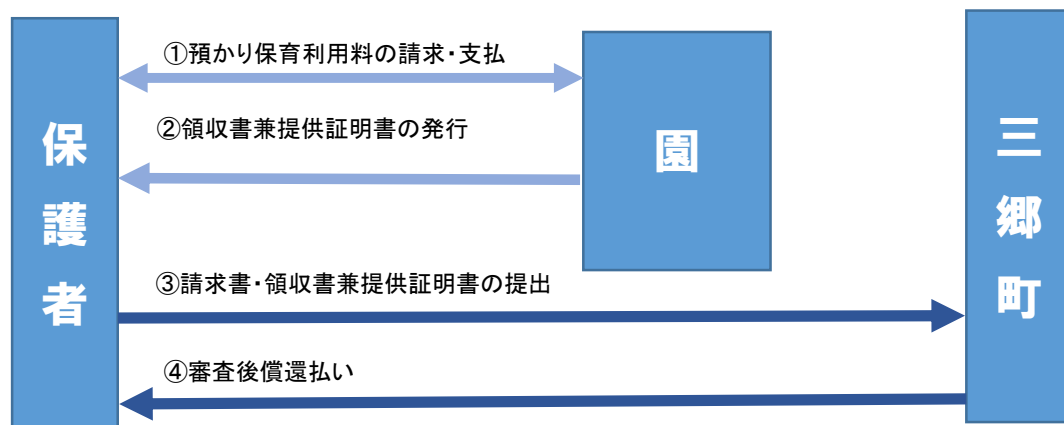 ①預かり保育利用料の請求・支払
②領収書兼提供証明書の発行
保護者
園
三郷町
③請求書・領収書兼提供証明書の提出
④審査後償還払い